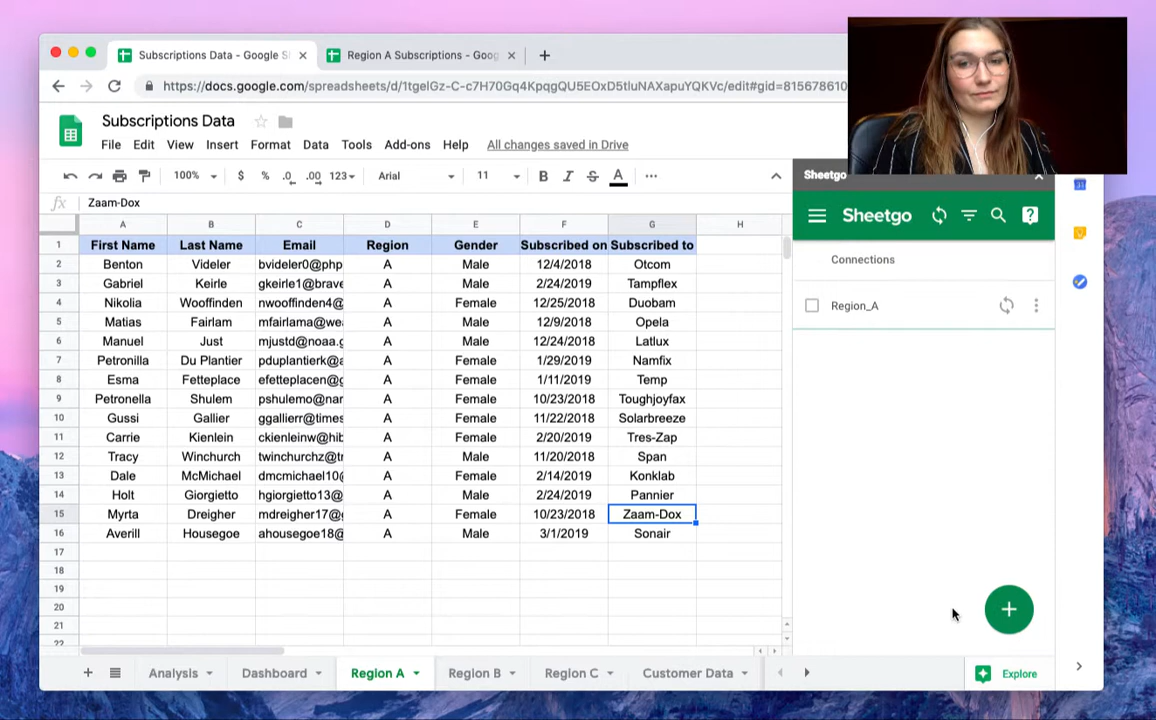 Subscriptions Data - Google S
Region A Subscriptions - Goog
https://docs.google.com/spreadsheets/d/1tgelGz-C-c7H70Gq4KpqgQU5EOxD5tluNAXapuYQKVc/edit#gid=815678610
Subscriptions Data
File Edit View Insert Format Data Tools Add-ons Help All changes saved in Drive
100% $ % .0 .00 123 Arial 11 B I S A
Sheetgo
fx Zaam-Dox
Sheetgo
A B C D E F G H
Connections
1 First Name Last Name Email Region Gender Subscribed on Subscribed to
2 Benton Videler bvideler0@php A Male 12/4/2018 Otcom
3 Gabriel Keirle gkeirle1@brave A Male 2/24/2019 Tampflex
4 Nikolia Wooffinden nwooffinden4@ A Female 12/25/2018 Duobam
Region_A
5 Matias Fairlam mfairlama@we A Male 12/9/2018 Opela
6 Manuel Just mjustd@noaa.g A Male 12/24/2018 Latlux
7 Petronilla Du Plantier pduplantierk@a A Female 1/29/2019 Namfix
8 Esma Fetteplace efetteplacen@g A Female 1/11/2019 Temp
9 Petronella Shulem pshulemo@nar A Female 10/23/2018 Toughjoyfax
10 Gussi Gallier ggallierr@times A Female 11/22/2018 Solarbreeze
11 Carrie Kienlein ckienleinw@hib A Female 2/20/2019 Tres-Zap
12 Tracy Winchurch twinchurchz@tr A Male 11/20/2018 Span
13 Dale McMichael dmcmichael10@ A Female 2/14/2019 Konklab
14 Holt Giorgietto hgiorgietto13@ A Male 2/24/2019 Pannier
15 Myrta Dreigher mdreigher17@g A Female 10/23/2018 Zaam-Dox
16 Averill Housegoe ahousegoe18@ A Male 3/1/2019 Sonair
17
18
19
20
21
22
Analysis Dashboard Region A Region B Region C Customer Data Explore